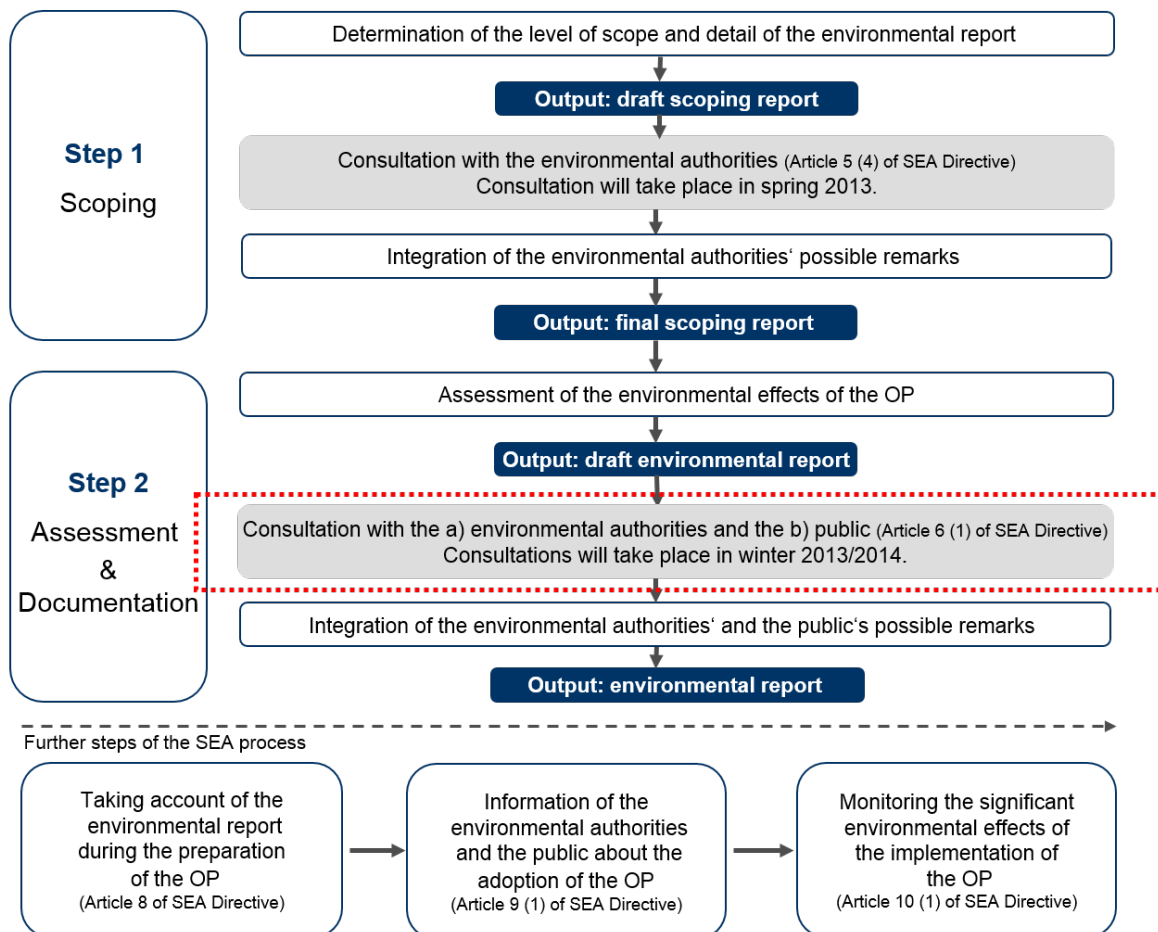 Determination of the level of scope and detail of the environmental report
Output: draft scoping report
Step 1
Scoping
Consultation with the environmental authorities (Article 5 (4) of SEA Directive)
Consultation will take place in spring 2013.
Integration of the environmental authorities‘ possible remarks
Output: final scoping report
Assessment of the environmental effects of the OP
Output: draft environmental report
Step 2
Assessment
&
Documentation
Consultation with the a) environmental authorities and the b) public (Article 6 (1) of SEA Directive)
Consultations will take place in winter 2013/2014.
Integration of the environmental authorities‘ and the public‘s possible remarks
Output: environmental report
Further steps of the SEA process
Taking account of the
environmental report
during the preparation
of the OP
(Article 8 of SEA Directive)
Information of the
environmental authorities
and the public about the
adoption of the OP
(Article 9 (1) of SEA Directive)
Monitoring the significant
environmental effects of
the implementation of
the OP
(Article 10 (1) of SEA Directive)